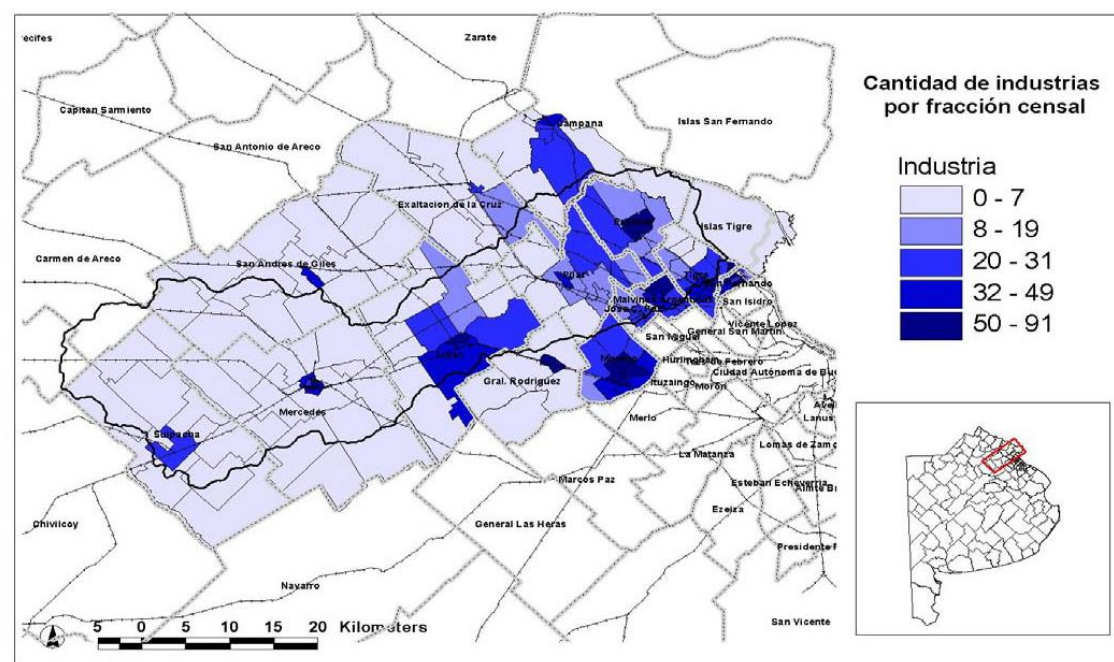 ecifes
Zarate
Capitan Sarmiento
Campana
Islas San Fernando
San Antonio de Areco
Exaltacion de la Cruz
Islas Tigre
Carmen de Areco
San Andres de Giles
Pilar
Tigre
San Fernando
Malvinas Argentinas
San Isidro
Vicente Lopez
San Miguel
General San Martin
Moreno
Gral. Rodriguez
Ituzaingo
Moron
Ciudad Autónoma de Bu
Mercedes
Merlo
Lanus
Suipacha
La Matanza
Lomas de Zamo
Marcos Paz
Esteban Echeverria
Almte B
Chivilcoy
General Las Heras
Ezeiza
Presidente P
Navarro
San Vicente
5 0 5 10 15 20 Kilometers
Cantidad de industrias
por fracción censal
Industria
0 - 7
8 - 19
20 - 31
32 - 49
50 - 91